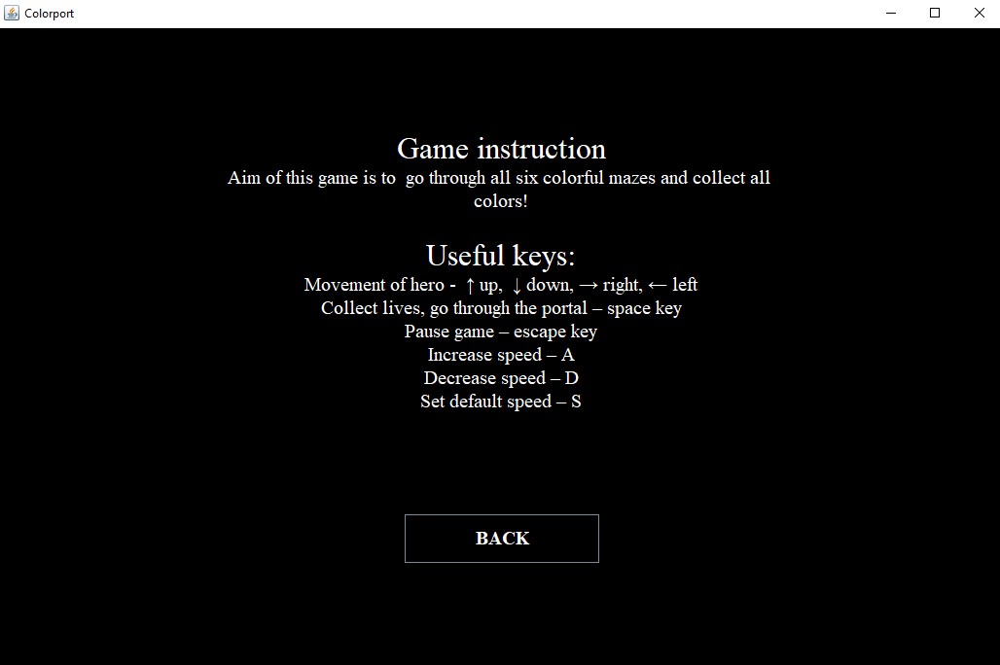 Colorport
Game instruction
Aim of this game is to  go through all six colorful mazes and collect all
colors!
Useful keys:
Movement of hero -  ↑ up,  ↓ down, → right, ← left
Collect lives, go through the portal – space key
Pause game – escape key
Increase speed – A
Decrease speed – D
Set default speed – S
BACK